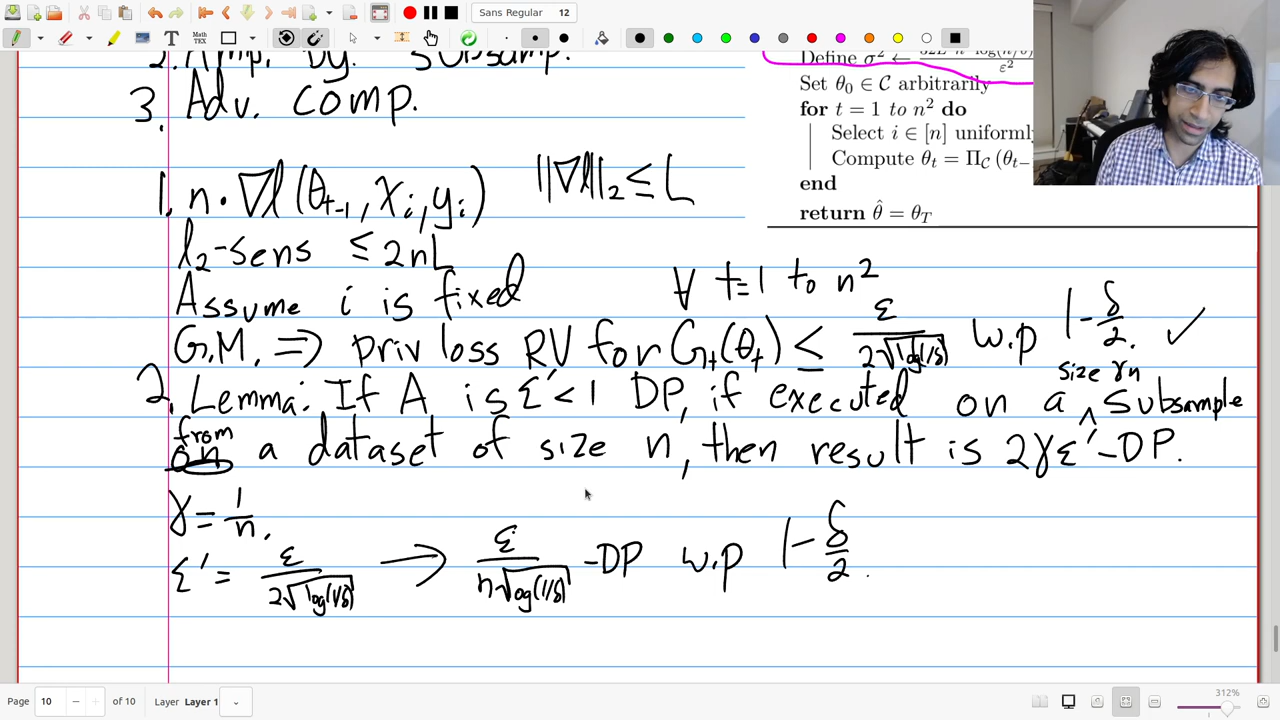 Sans Regular 12
2. Amp. by. subsamp.
3. Adv. comp.
Define σ² ←
ε²
Set θ₀ ∈ C arbitrarily
for t = 1 to n² do
Select i ∈ [n] uniformly
Compute θₜ = Π_C (θₜ₋
end
return θ̂ = θ_T
1. n · ∇ℓ(θₜ₋₁, xᵢ, yᵢ) ||∇ℓ||₂ ≤ L
ℓ₂-sens ≤ 2nL
Assume i is fixed ∀ t=1 to n²
G.M. ⇒ priv loss RV for Gₜ(θₜ) ≤ ε/(2√log(1/δ)) w.p 1-δ/2. ✓
2. Lemma: If A is ε'<1 DP, if executed on a ^ size γn subsample
from a dataset of size n, then result is 2γε'-DP.
γ = 1/n.
ε' = ε/(2√log(1/δ)) → ε/(n√log(1/δ)) -DP w.p 1-δ/2.
Page 10 of 10 Layer Layer 1 312%